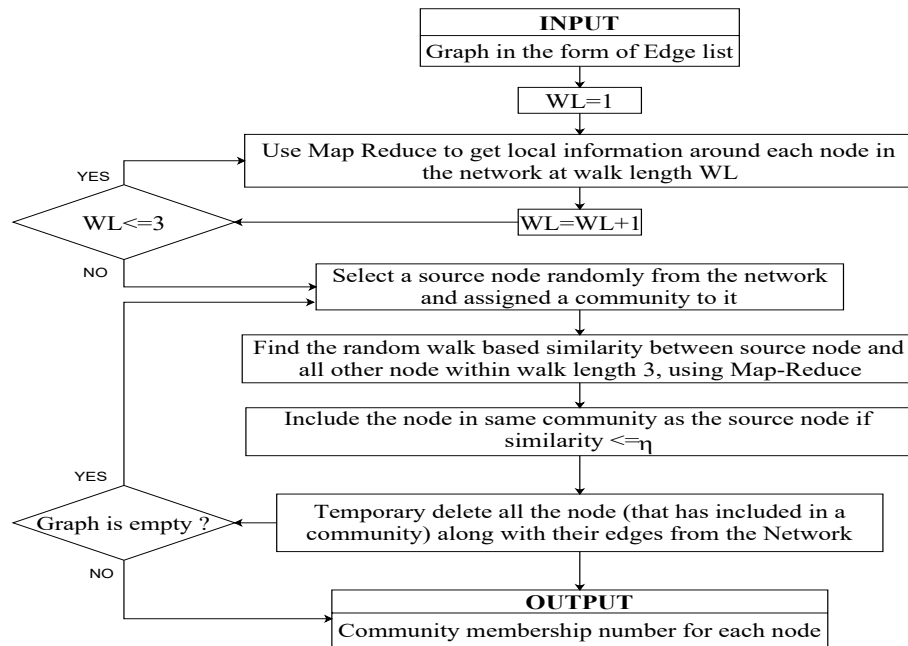 INPUT
Graph in the form of Edge list
WL=1
Use Map Reduce to get local information around each node in
the network at walk length WL
YES
WL<=3
WL=WL+1
NO
Select a source node randomly from the network
and assigned a community to it
Find the random walk based similarity between source node and
all other node within walk length 3, using Map-Reduce
Include the node in same community as the source node if
similarity <=η
YES
Graph is empty ?
Temporary delete all the node (that has included in a
community) along with their edges from the Network
NO
OUTPUT
Community membership number for each node